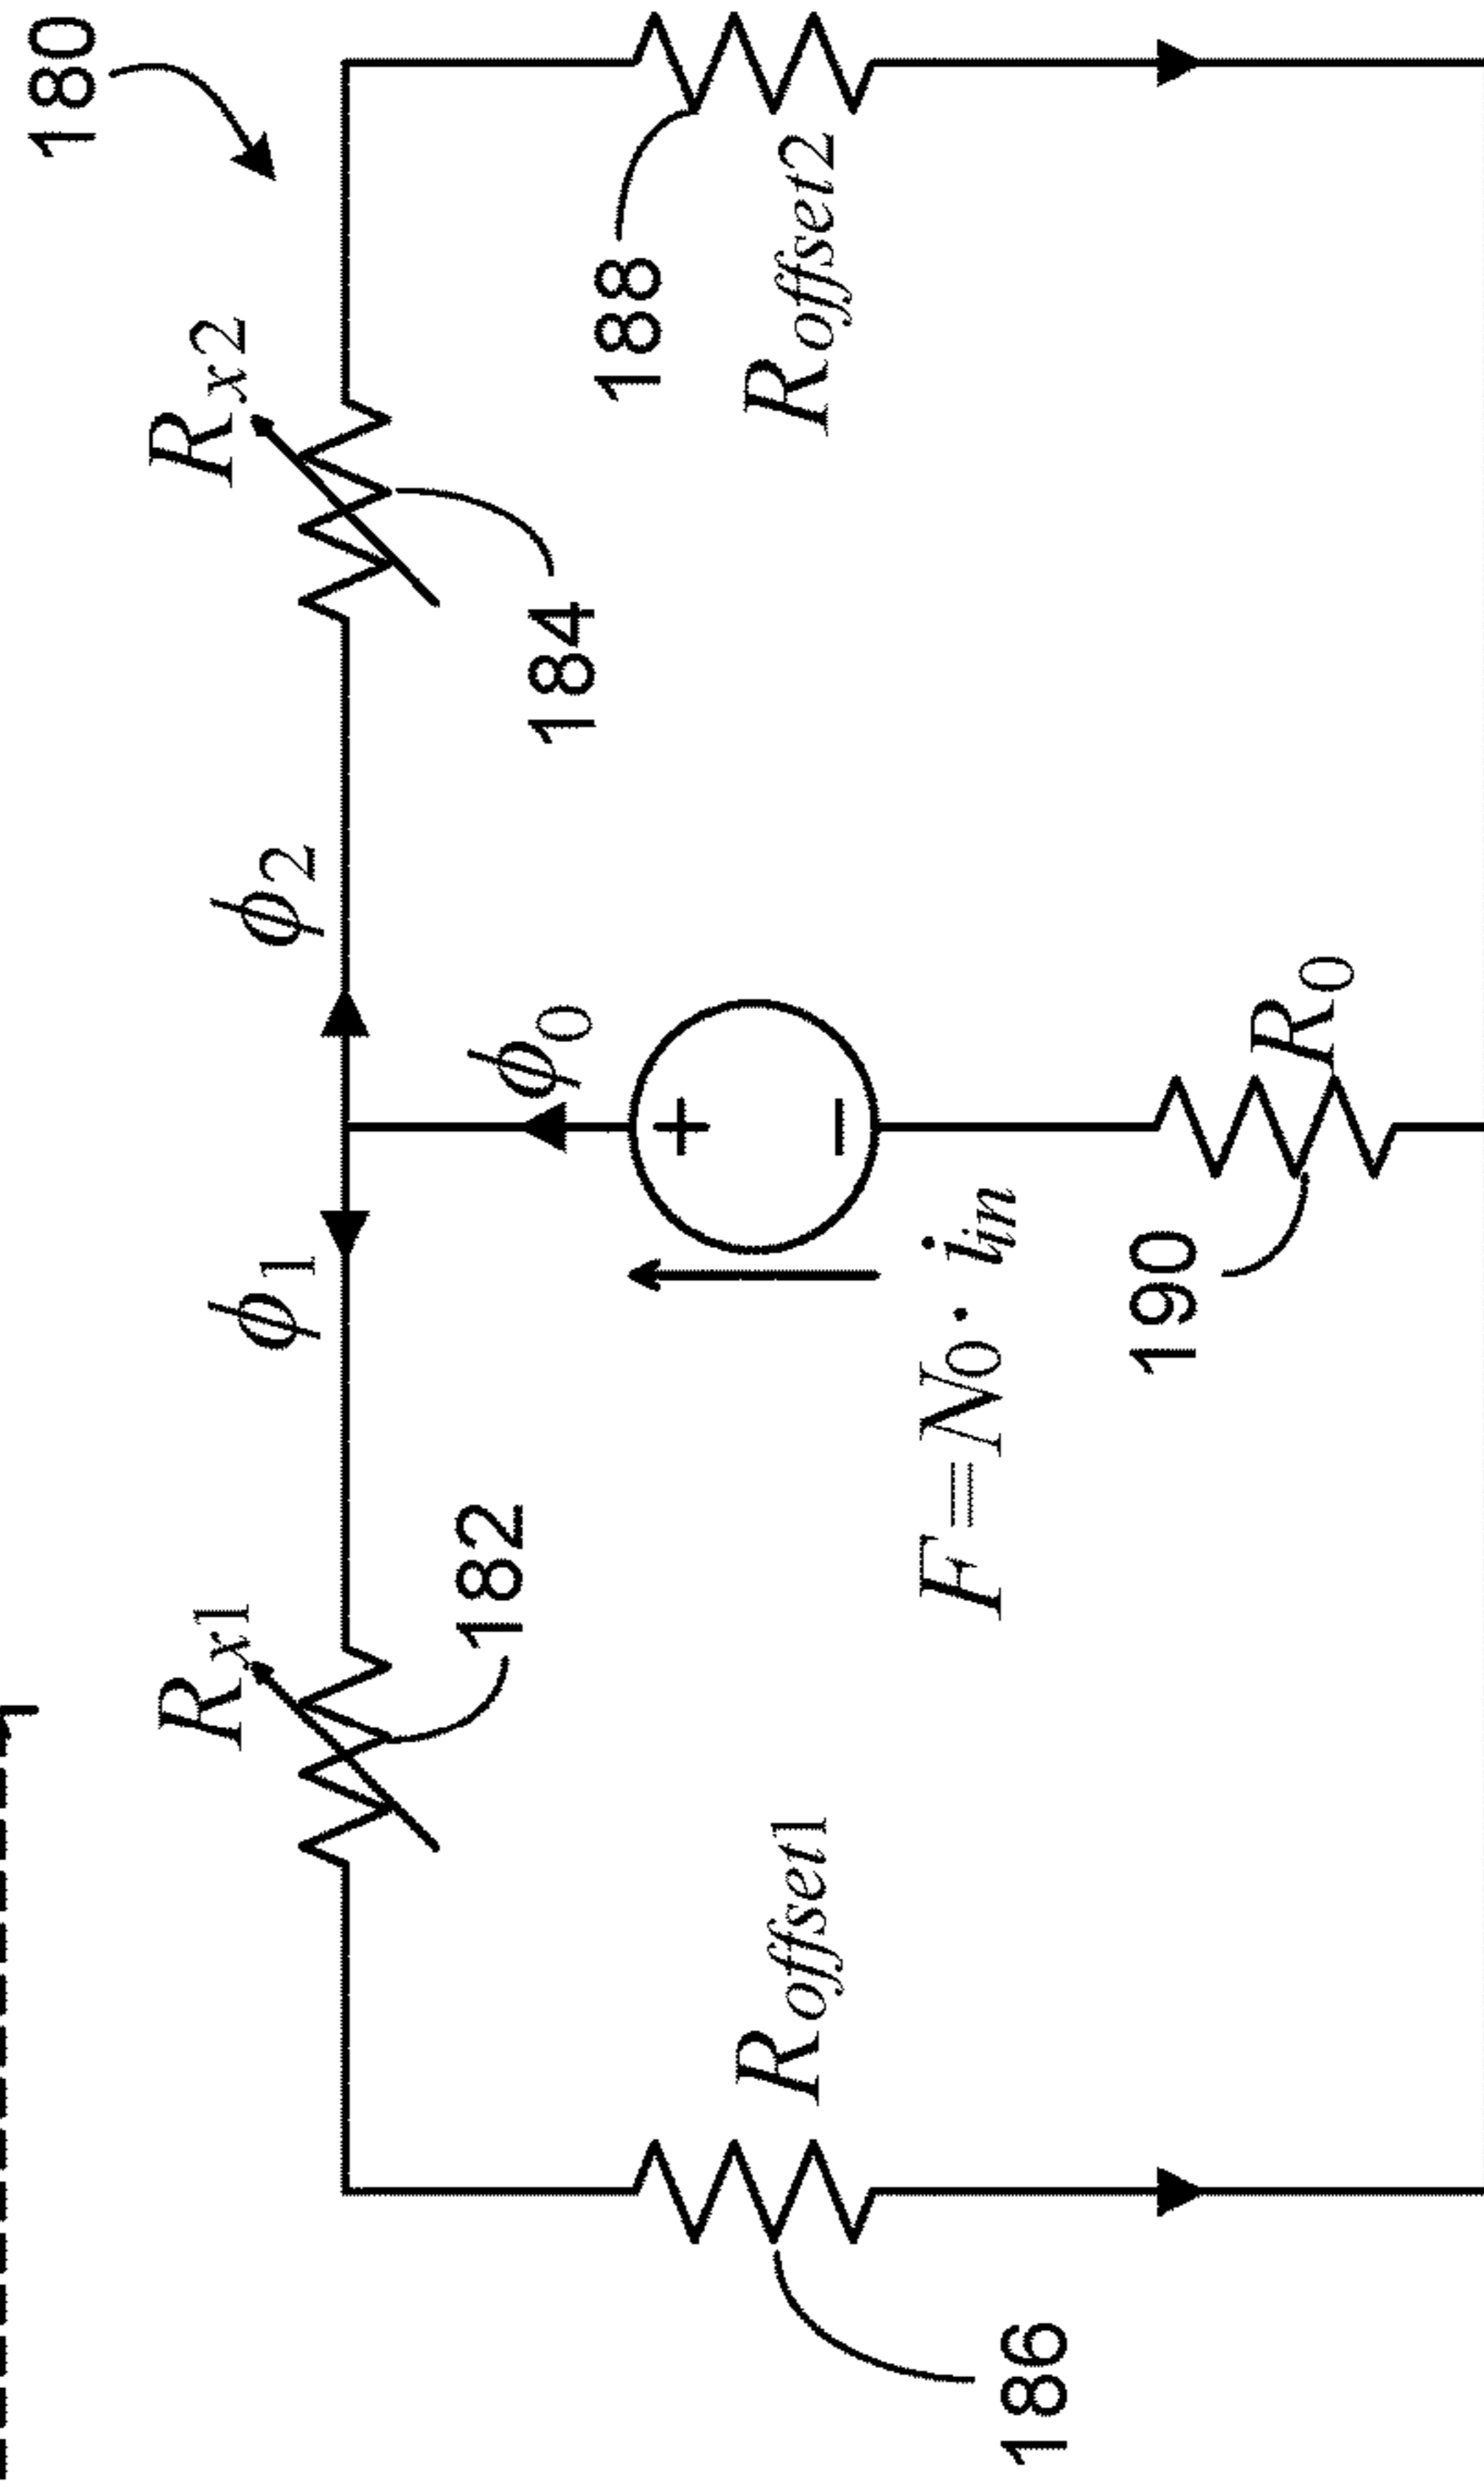 180
R_x1
R_x2
ϕ_1
ϕ_2
182
ϕ_0
184
188
+
R_offset1
R_offset2
−
F=N_0·i_in
186
190
R_0